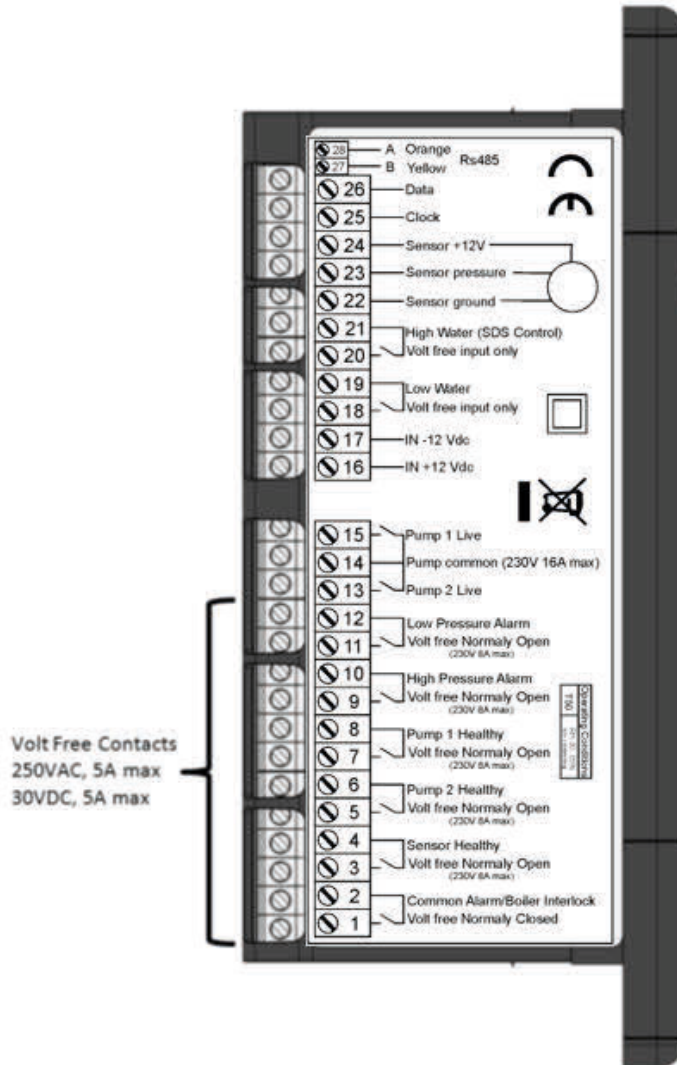 28 A Orange Rs485
27 B Yellow
26 Data
25 Clock
24 Sensor +12V
23 Sensor pressure
22 Sensor ground
21 High Water (SDS Control)
20 Volt free input only
19 Low Water
18 Volt free input only
17 IN -12 Vdc
16 IN +12 Vdc
15 Pump 1 Live
14 Pump common (230V 16A max)
13 Pump 2 Live
12 Low Pressure Alarm
11 Volt free Normaly Open
(230V 8A max)
10 High Pressure Alarm
9 Volt free Normaly Open
(230V 8A max)
8 Pump 1 Healthy
7 Volt free Normaly Open
(230V 8A max)
6 Pump 2 Healthy
5 Volt free Normaly Open
(230V 8A max)
4 Sensor Healthy
3 Volt free Normaly Open
(230V 8A max)
2 Common Alarm/Boiler Interlock
1 Volt free Normaly Closed
Operating Conditions
T50
Volt Free Contacts
250VAC, 5A max
30VDC, 5A max